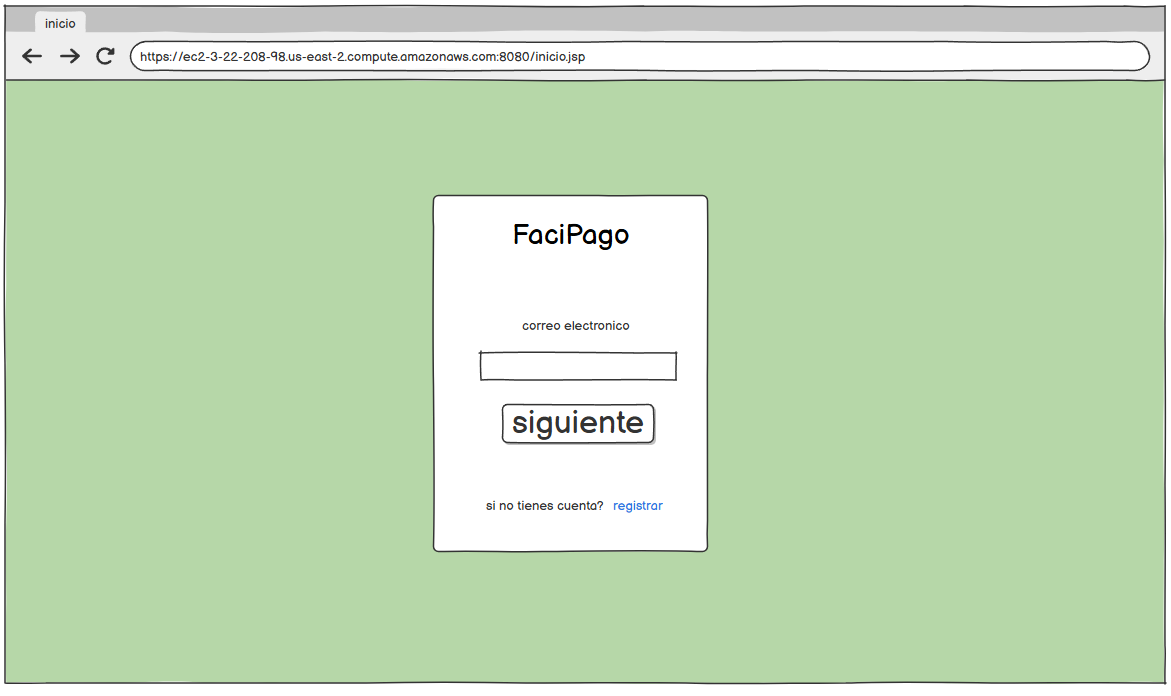 inicio
https://ec2-3-22-208-98.us-east-2.compute.amazonaws.com:8080/inicio.jsp
FaciPago
correo electronico
siguiente
si no tienes cuenta? registrar